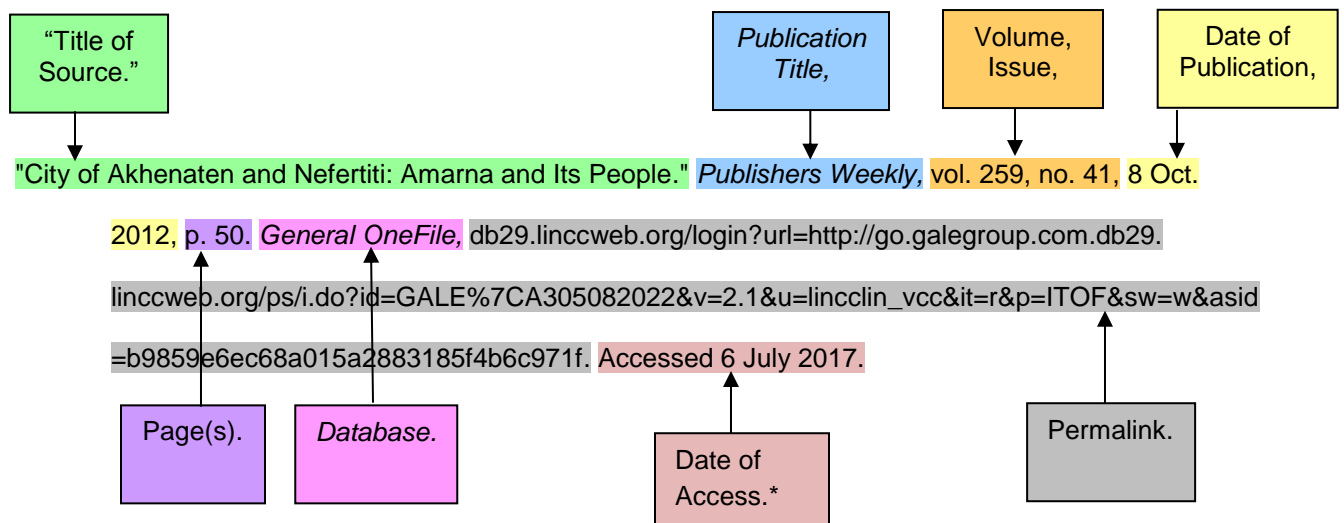 “Title of
Source.”
Publication
Title,
Volume,
Issue,
Date of
Publication,
"City of Akhenaten and Nefertiti: Amarna and Its People." Publishers Weekly, vol. 259, no. 41, 8 Oct.
2012, p. 50. General OneFile, db29.linccweb.org/login?url=http://go.galegroup.com.db29.
linccweb.org/ps/i.do?id=GALE%7CA305082022&v=2.1&u=lincclin_vcc&it=r&p=ITOF&sw=w&asid
=b9859e6ec68a015a2883185f4b6c971f. Accessed 6 July 2017.
Page(s).
Database.
Date of
Access.*
Permalink.